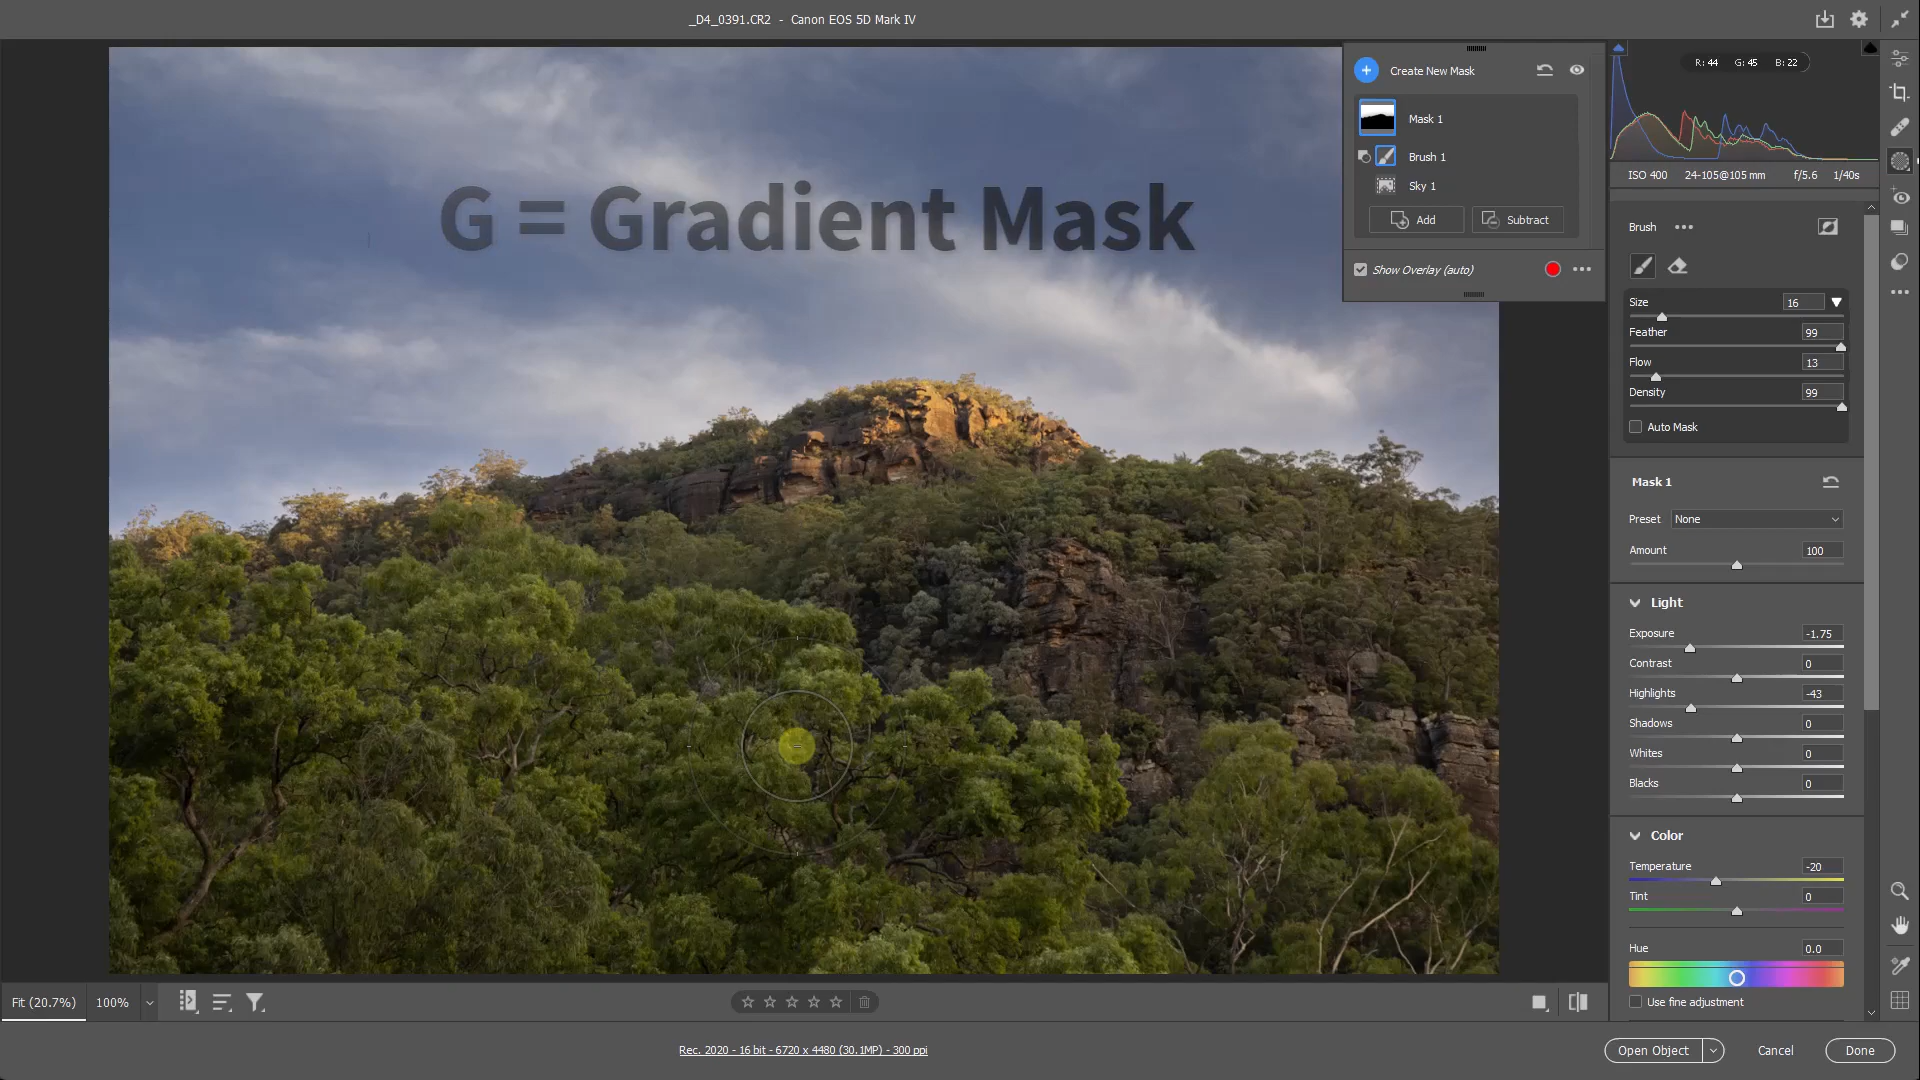 _D4_0391.CR2 - Canon EOS 5D Mark IV
G = Gradient Mask
Create New Mask
Mask 1
Brush 1
Sky 1
Add
Subtract
Show Overlay (auto)
R: 44 G: 45 B: 22
ISO 400 24-105@105 mm f/5.6 1/40s
Brush
Size 16
Feather 99
Flow 13
Density 99
Auto Mask
Mask 1
Preset None
Amount 100
Light
Exposure -1.75
Contrast 0
Highlights -43
Shadows 0
Whites 0
Blacks 0
Color
Temperature -20
Tint 0
Hue 0.0
Use fine adjustment
Fit (20.7%) 100%
Rec. 2020 - 16 bit - 6720 x 4480 (30.1MP) - 300 ppi
Open Object Cancel Done